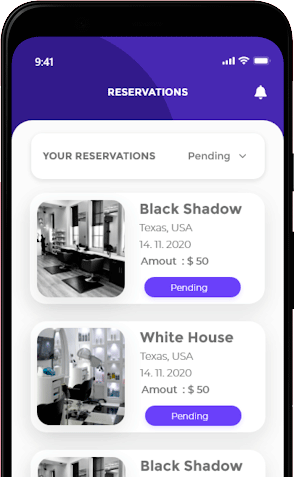 9:41
RESERVATIONS
YOUR RESERVATIONS Pending
Black Shadow
Texas, USA
14. 11. 2020
Amout : $ 50
Pending
White House
Texas, USA
14. 11. 2020
Amout : $ 50
Pending
Black Shadow